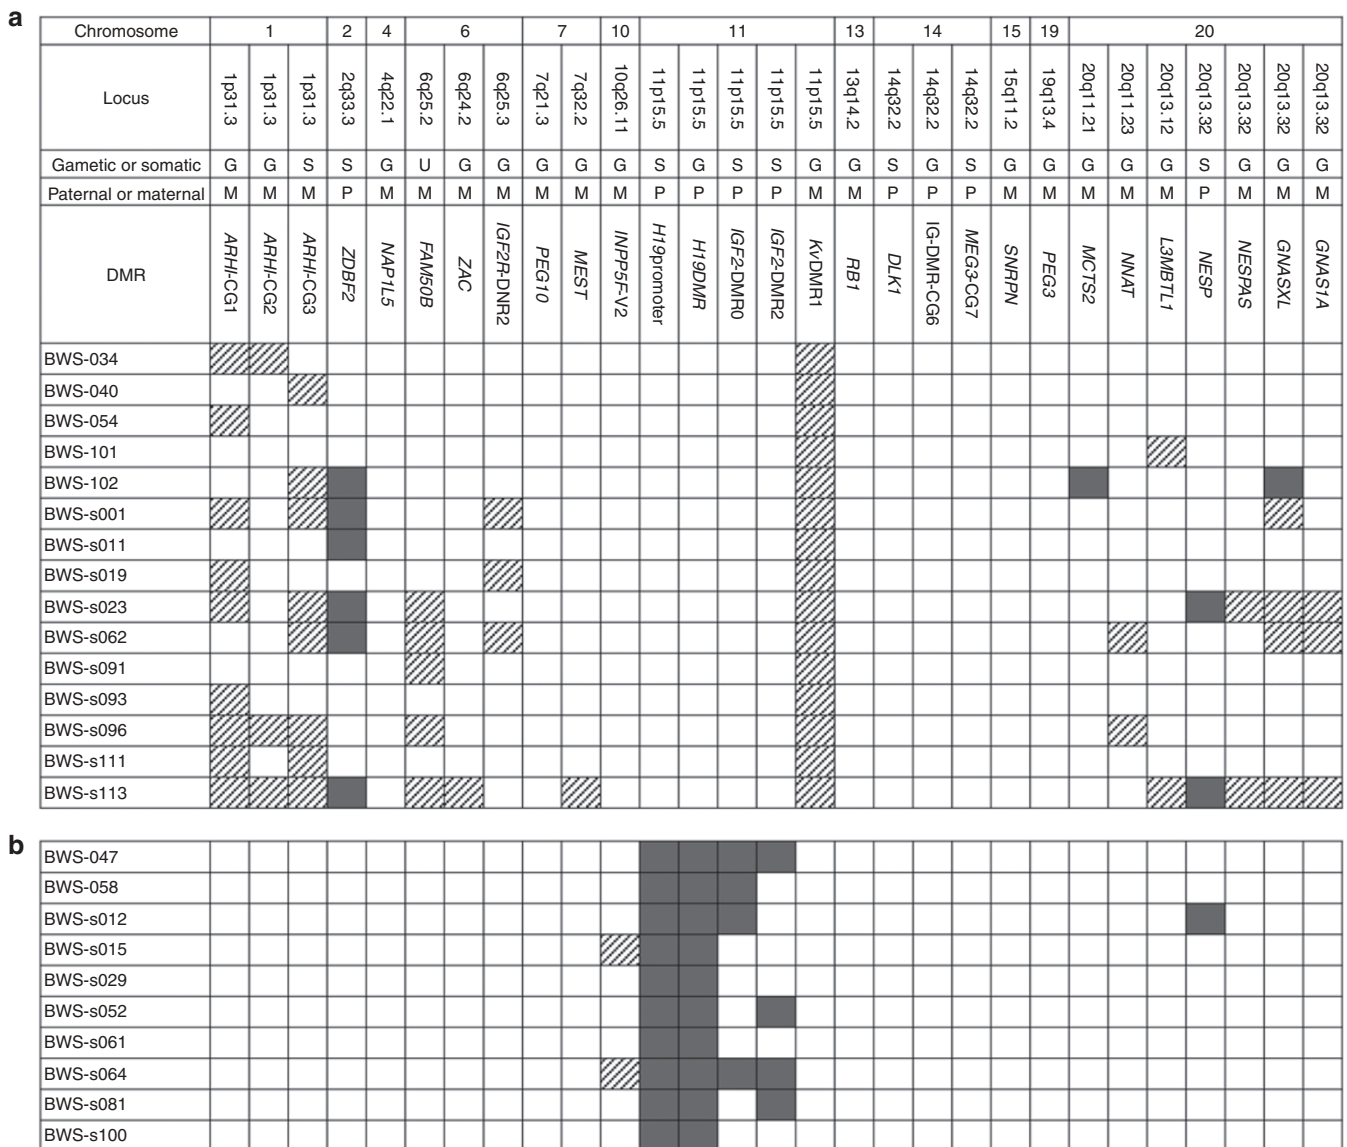 a
Chromosome 1 2 4 6 7 10 11 13 14 15 19 20
Locus 1p31.3 1p31.3 1p31.3 2q33.3 4q22.1 6q25.2 6q24.2 6q25.3 7q21.3 7q32.2 10q26.11 11p15.5 11p15.5 11p15.5 11p15.5 11p15.5 13q14.2 14q32.2 14q32.2 14q32.2 15q11.2 19q13.4 20q11.21 20q11.23 20q13.12 20q13.32 20q13.32 20q13.32 20q13.32
Gametic or somatic G G S S G U G G G G G S G S S G G S G S G G G G G S G G G
Paternal or maternal M M M P M M M M M M M P P P P M M P P P M M M M M P M M M
DMR ARHI-CG1 ARHI-CG2 ARHI-CG3 ZDBF2 NAP1L5 FAM50B ZAC IGF2R-DNR2 PEG10 MEST INPP5F-V2 H19promoter H19DMR IGF2-DMR0 IGF2-DMR2 KvDMR1 RB1 DLK1 IG-DMR-CG6 MEG3-CG7 SNRPN PEG3 MCTS2 NNAT L3MBTL1 NESP NESPAS GNASXL GNAS1A
BWS-034
BWS-040
BWS-054
BWS-101
BWS-102
BWS-s001
BWS-s011
BWS-s019
BWS-s023
BWS-s062
BWS-s091
BWS-s093
BWS-s096
BWS-s111
BWS-s113
b
BWS-047
BWS-058
BWS-s012
BWS-s015
BWS-s029
BWS-s052
BWS-s061
BWS-s064
BWS-s081
BWS-s100